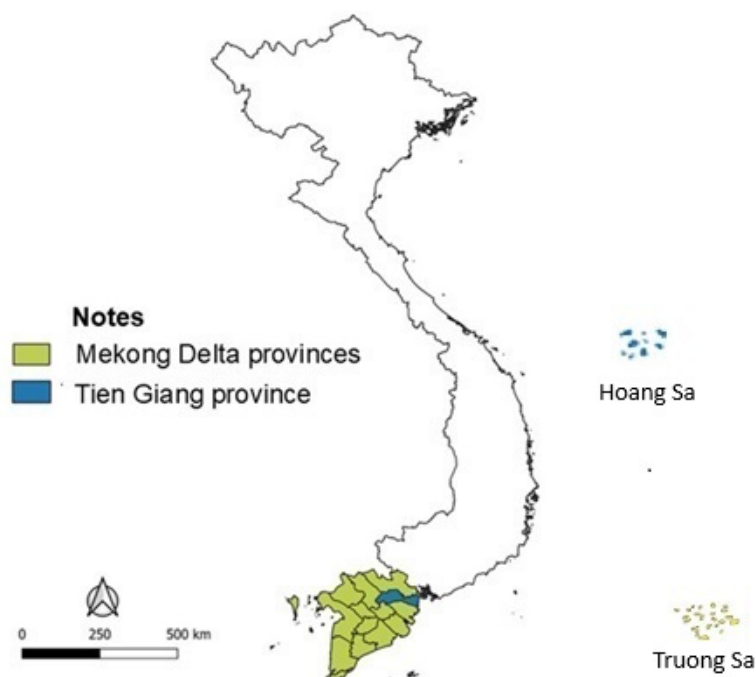 Notes
Mekong Delta provinces
Tien Giang province
Hoang Sa
0 250 500 km
Truong Sa